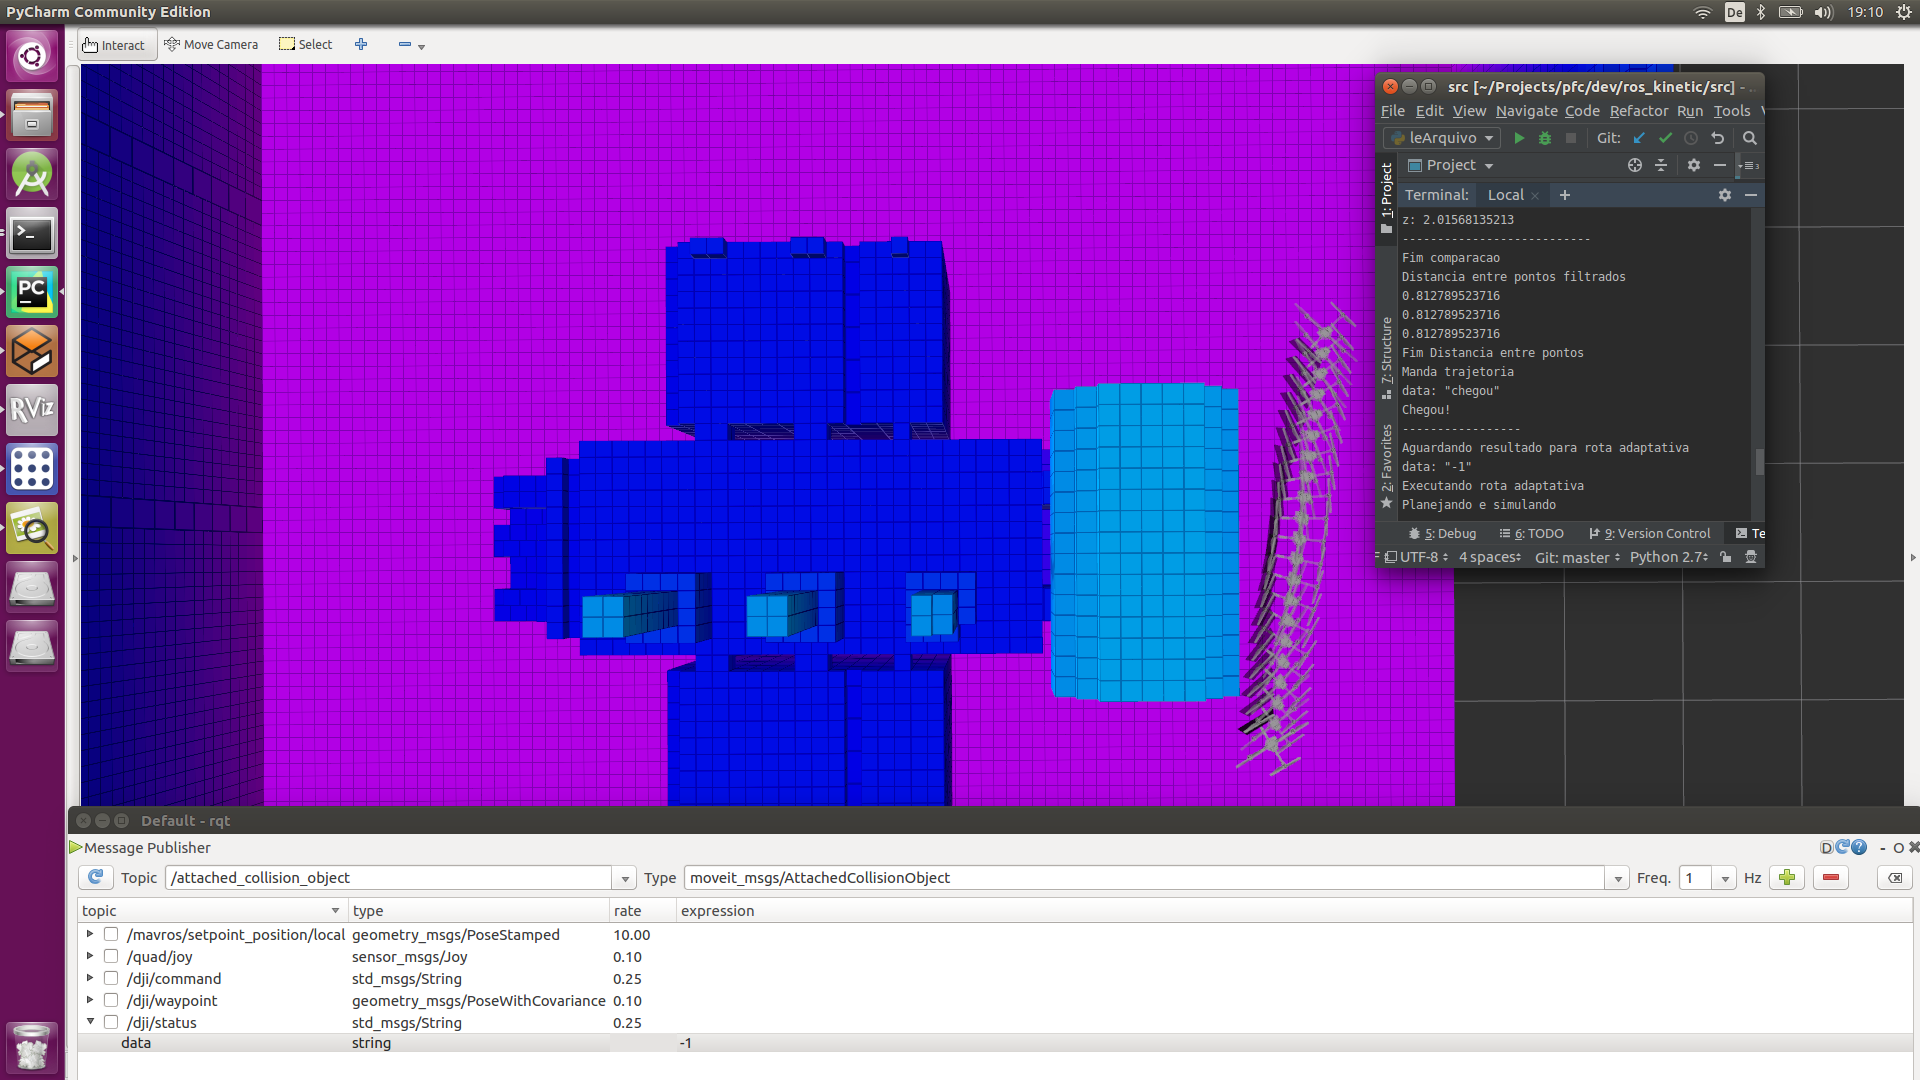 PyCharm Community Edition
De
19:10
Interact
Move Camera
Select
PC
RViz
src [~/Projects/pfc/dev/ros_kinetic/src] - ..
File Edit View Navigate Code Refactor Run Tools
leArquivo
Git:
Project
1: Project
7: Structure
2: Favorites
Terminal: Local
z: 2.01568135213
---------------------------
Fim comparacao
Distancia entre pontos filtrados
0.812789523716
0.812789523716
0.812789523716
Fim Distancia entre pontos
Manda trajetoria
data: "chegou"
Chegou!
-----------------
Aguardando resultado para rota adaptativa
data: "-1"
Executando rota adaptativa
Planejando e simulando
5: Debug 6: TODO 9: Version Control Te
UTF-8 4 spaces Git: master Python 2.7
Default - rqt
Message Publisher
D - O
Topic /attached_collision_object Type moveit_msgs/AttachedCollisionObject Freq. 1 Hz
topic type rate expression
/mavros/setpoint_position/local geometry_msgs/PoseStamped 10.00
/quad/joy sensor_msgs/Joy 0.10
/dji/command std_msgs/String 0.25
/dji/waypoint geometry_msgs/PoseWithCovariance 0.10
/dji/status std_msgs/String 0.25
data string -1